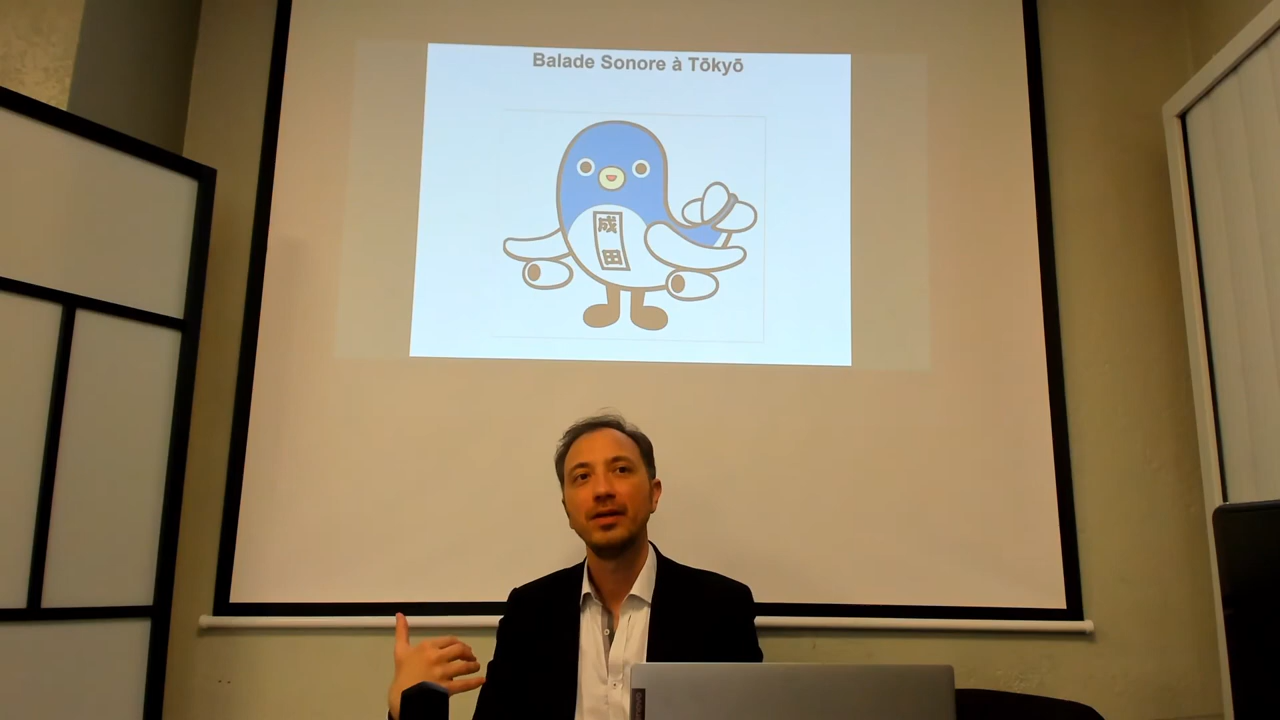 Balade Sonore à Tōkyō
成
田